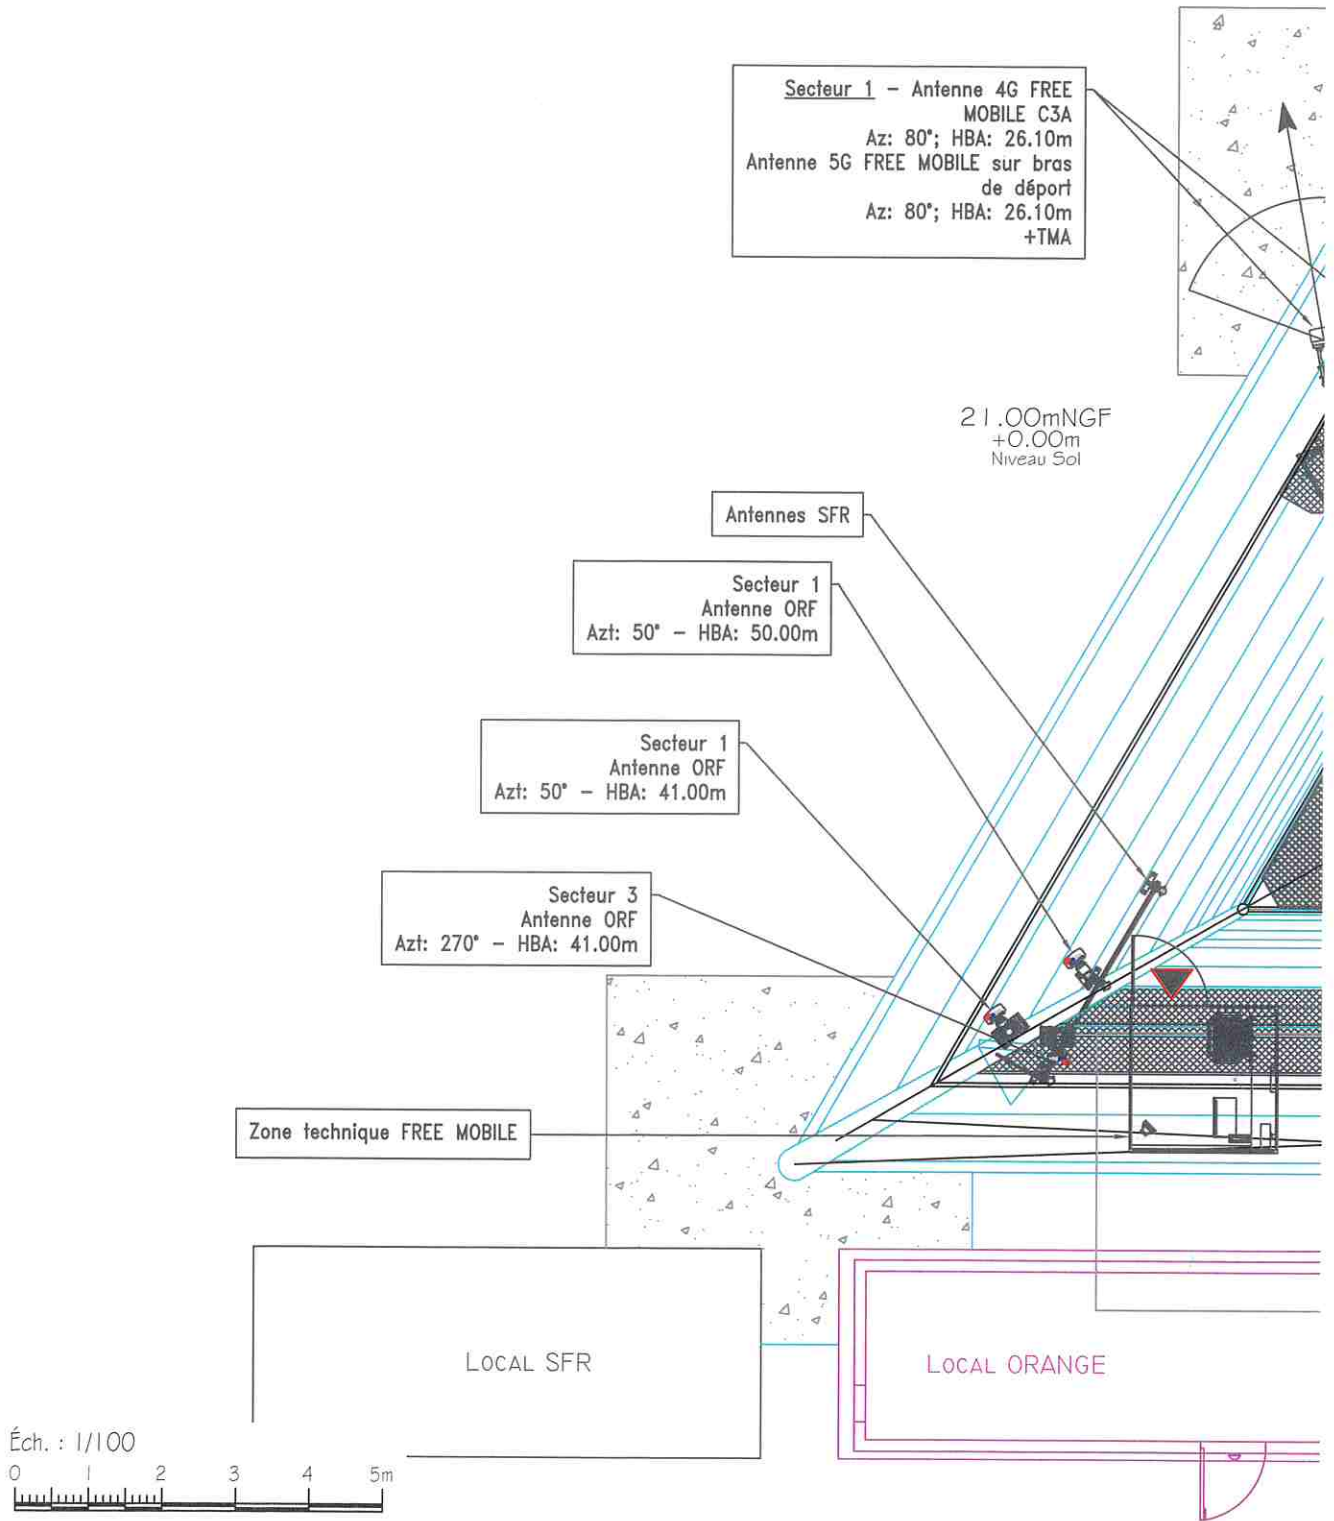 Secteur 1 – Antenne 4G FREE
MOBILE C3A
Az: 80°; HBA: 26.10m
Antenne 5G FREE MOBILE sur bras
de déport
Az: 80°; HBA: 26.10m
+TMA
21.00mNGF
+0.00m
Niveau Sol
Antennes SFR
Secteur 1
Antenne ORF
Azt: 50° – HBA: 50.00m
Secteur 1
Antenne ORF
Azt: 50° – HBA: 41.00m
Secteur 3
Antenne ORF
Azt: 270° – HBA: 41.00m
Zone technique FREE MOBILE
LOCAL SFR
LOCAL ORANGE
Éch. : 1/100
0 1 2 3 4 5m